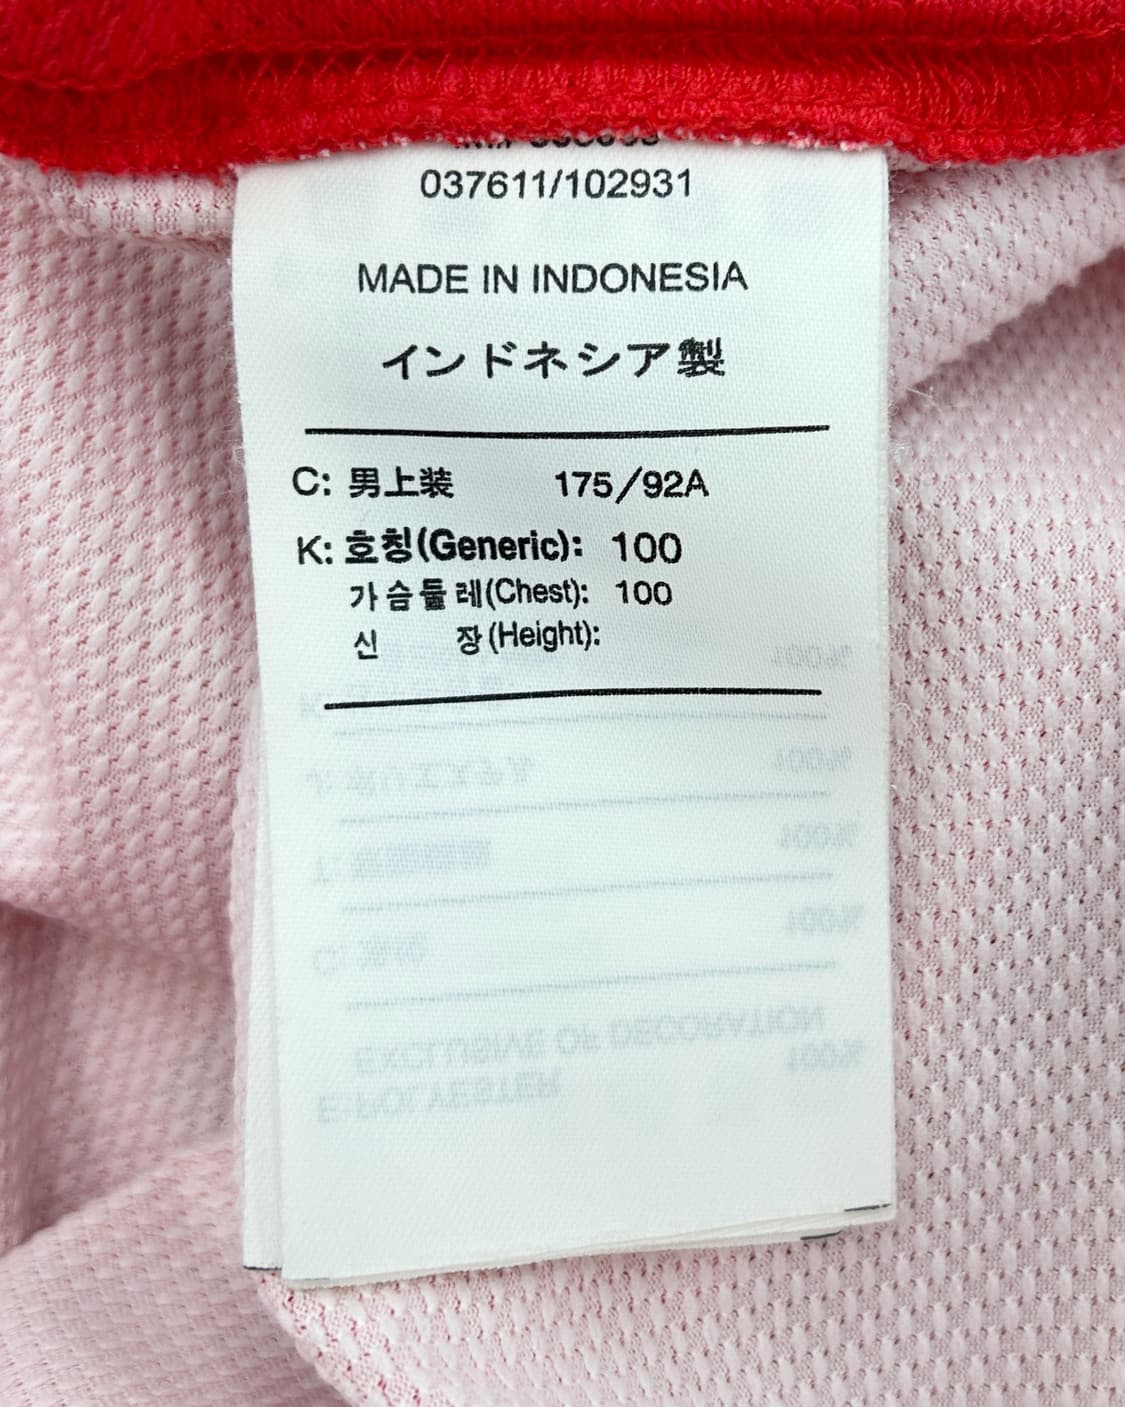 037611/102931
MADE IN INDONESIA
インドネシア製
C: 男上装 175/92A
K: 호칭(Generic): 100
가슴둘레(Chest): 100
신 장(Height):